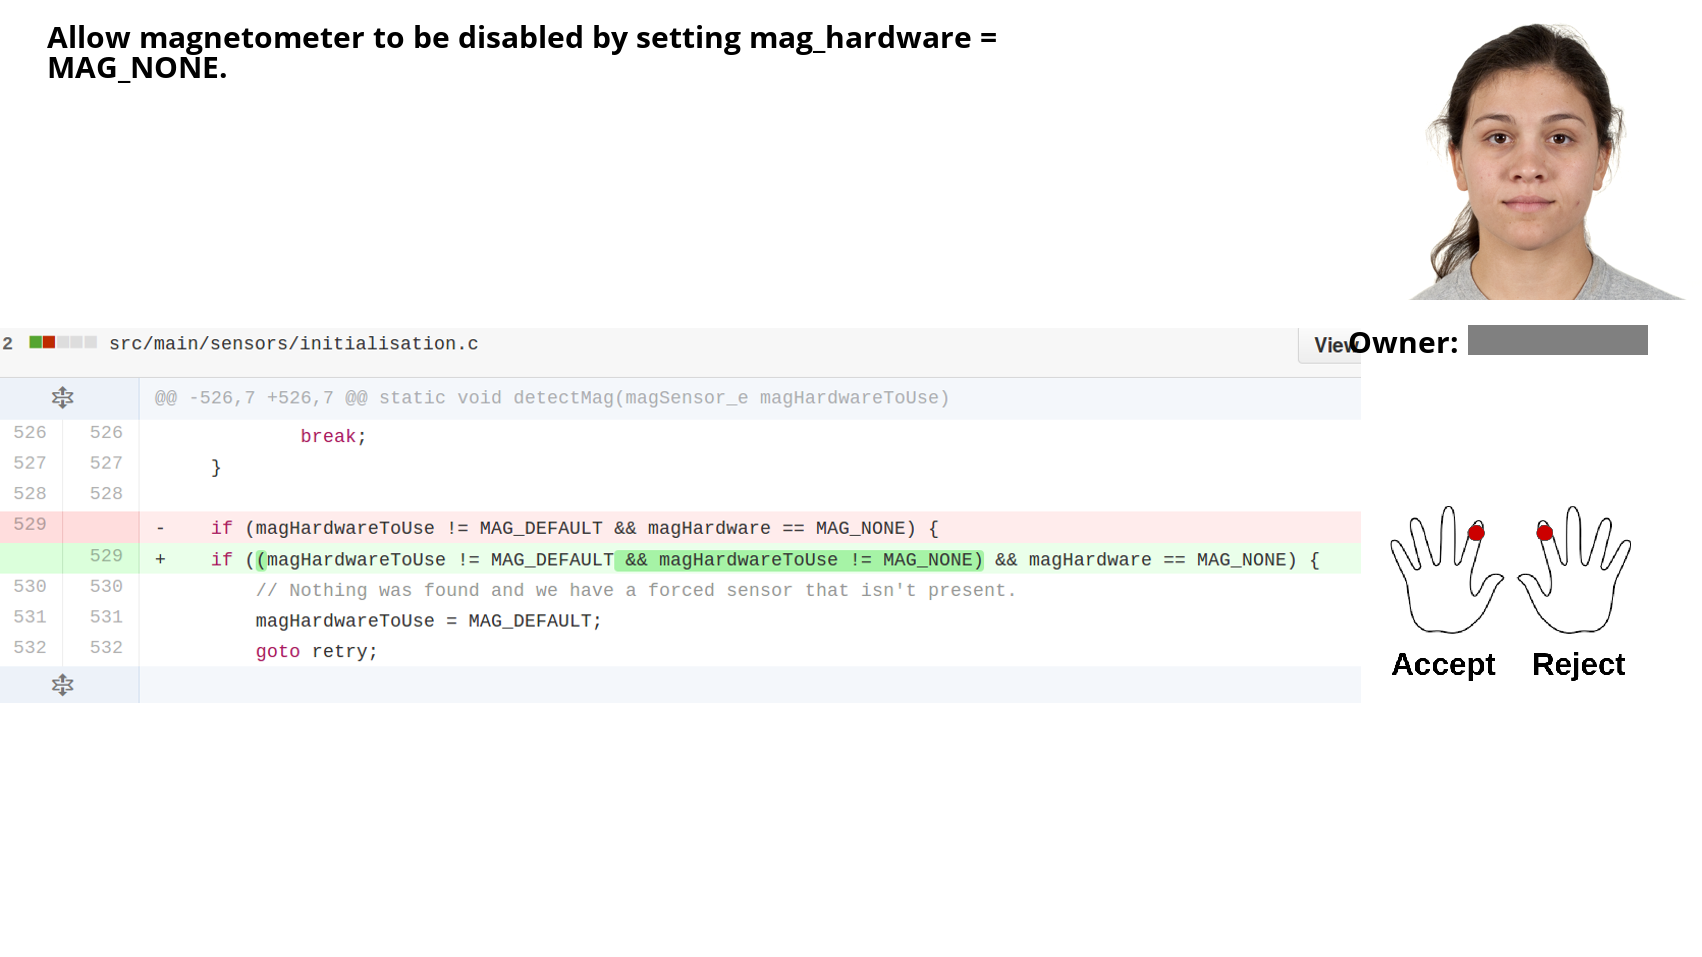 Allow magnetometer to be disabled by setting mag_hardware =
MAG_NONE.
2 src/main/sensors/initialisation.c View
Owner:
@@ -526,7 +526,7 @@ static void detectMag(magSensor_e magHardwareToUse)
526 526 break;
527 527 }
528 528
529 - if (magHardwareToUse != MAG_DEFAULT && magHardware == MAG_NONE) {
529 + if ((magHardwareToUse != MAG_DEFAULT && magHardwareToUse != MAG_NONE) && magHardware == MAG_NONE) {
530 530 // Nothing was found and we have a forced sensor that isn't present.
531 531 magHardwareToUse = MAG_DEFAULT;
532 532 goto retry;
Accept Reject